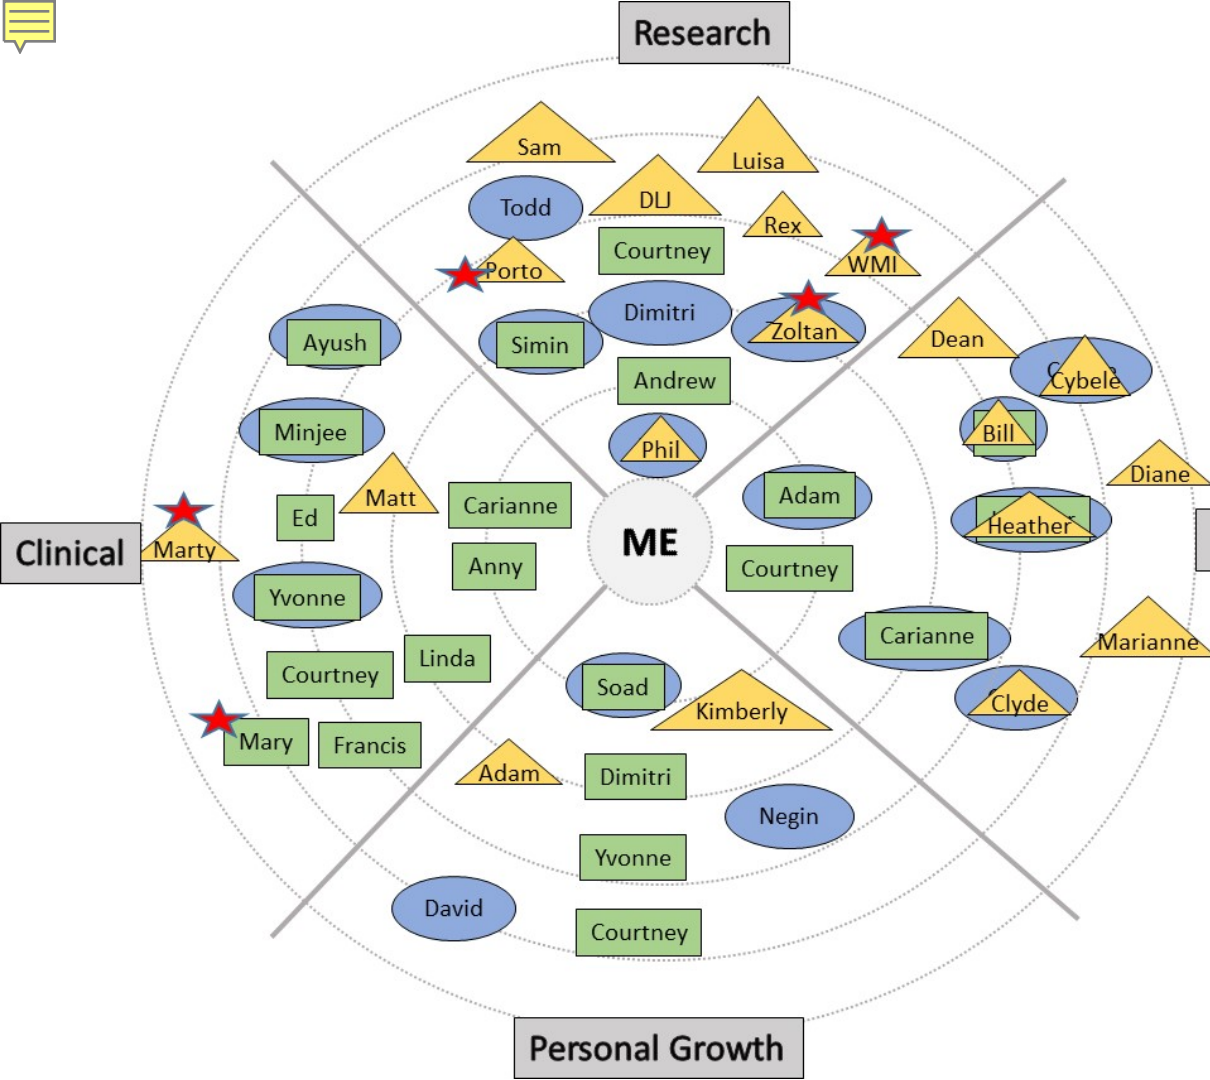 Research
Sam
Luisa
Todd
DLJ
Rex
Courtney
WMI
Porto
Dimitri
Zoltan
Simin
Andrew
Phil
Ayush
Minjee
Matt
Ed
Carianne
Clinical
Marty
Anny
Yvonne
Linda
Courtney
Mary
Francis
ME
Dean
Cybele
Bill
Diane
Adam
Heather
Courtney
Carianne
Marianne
Clyde
Soad
Kimberly
Adam
Dimitri
Negin
Yvonne
David
Courtney
Personal Growth